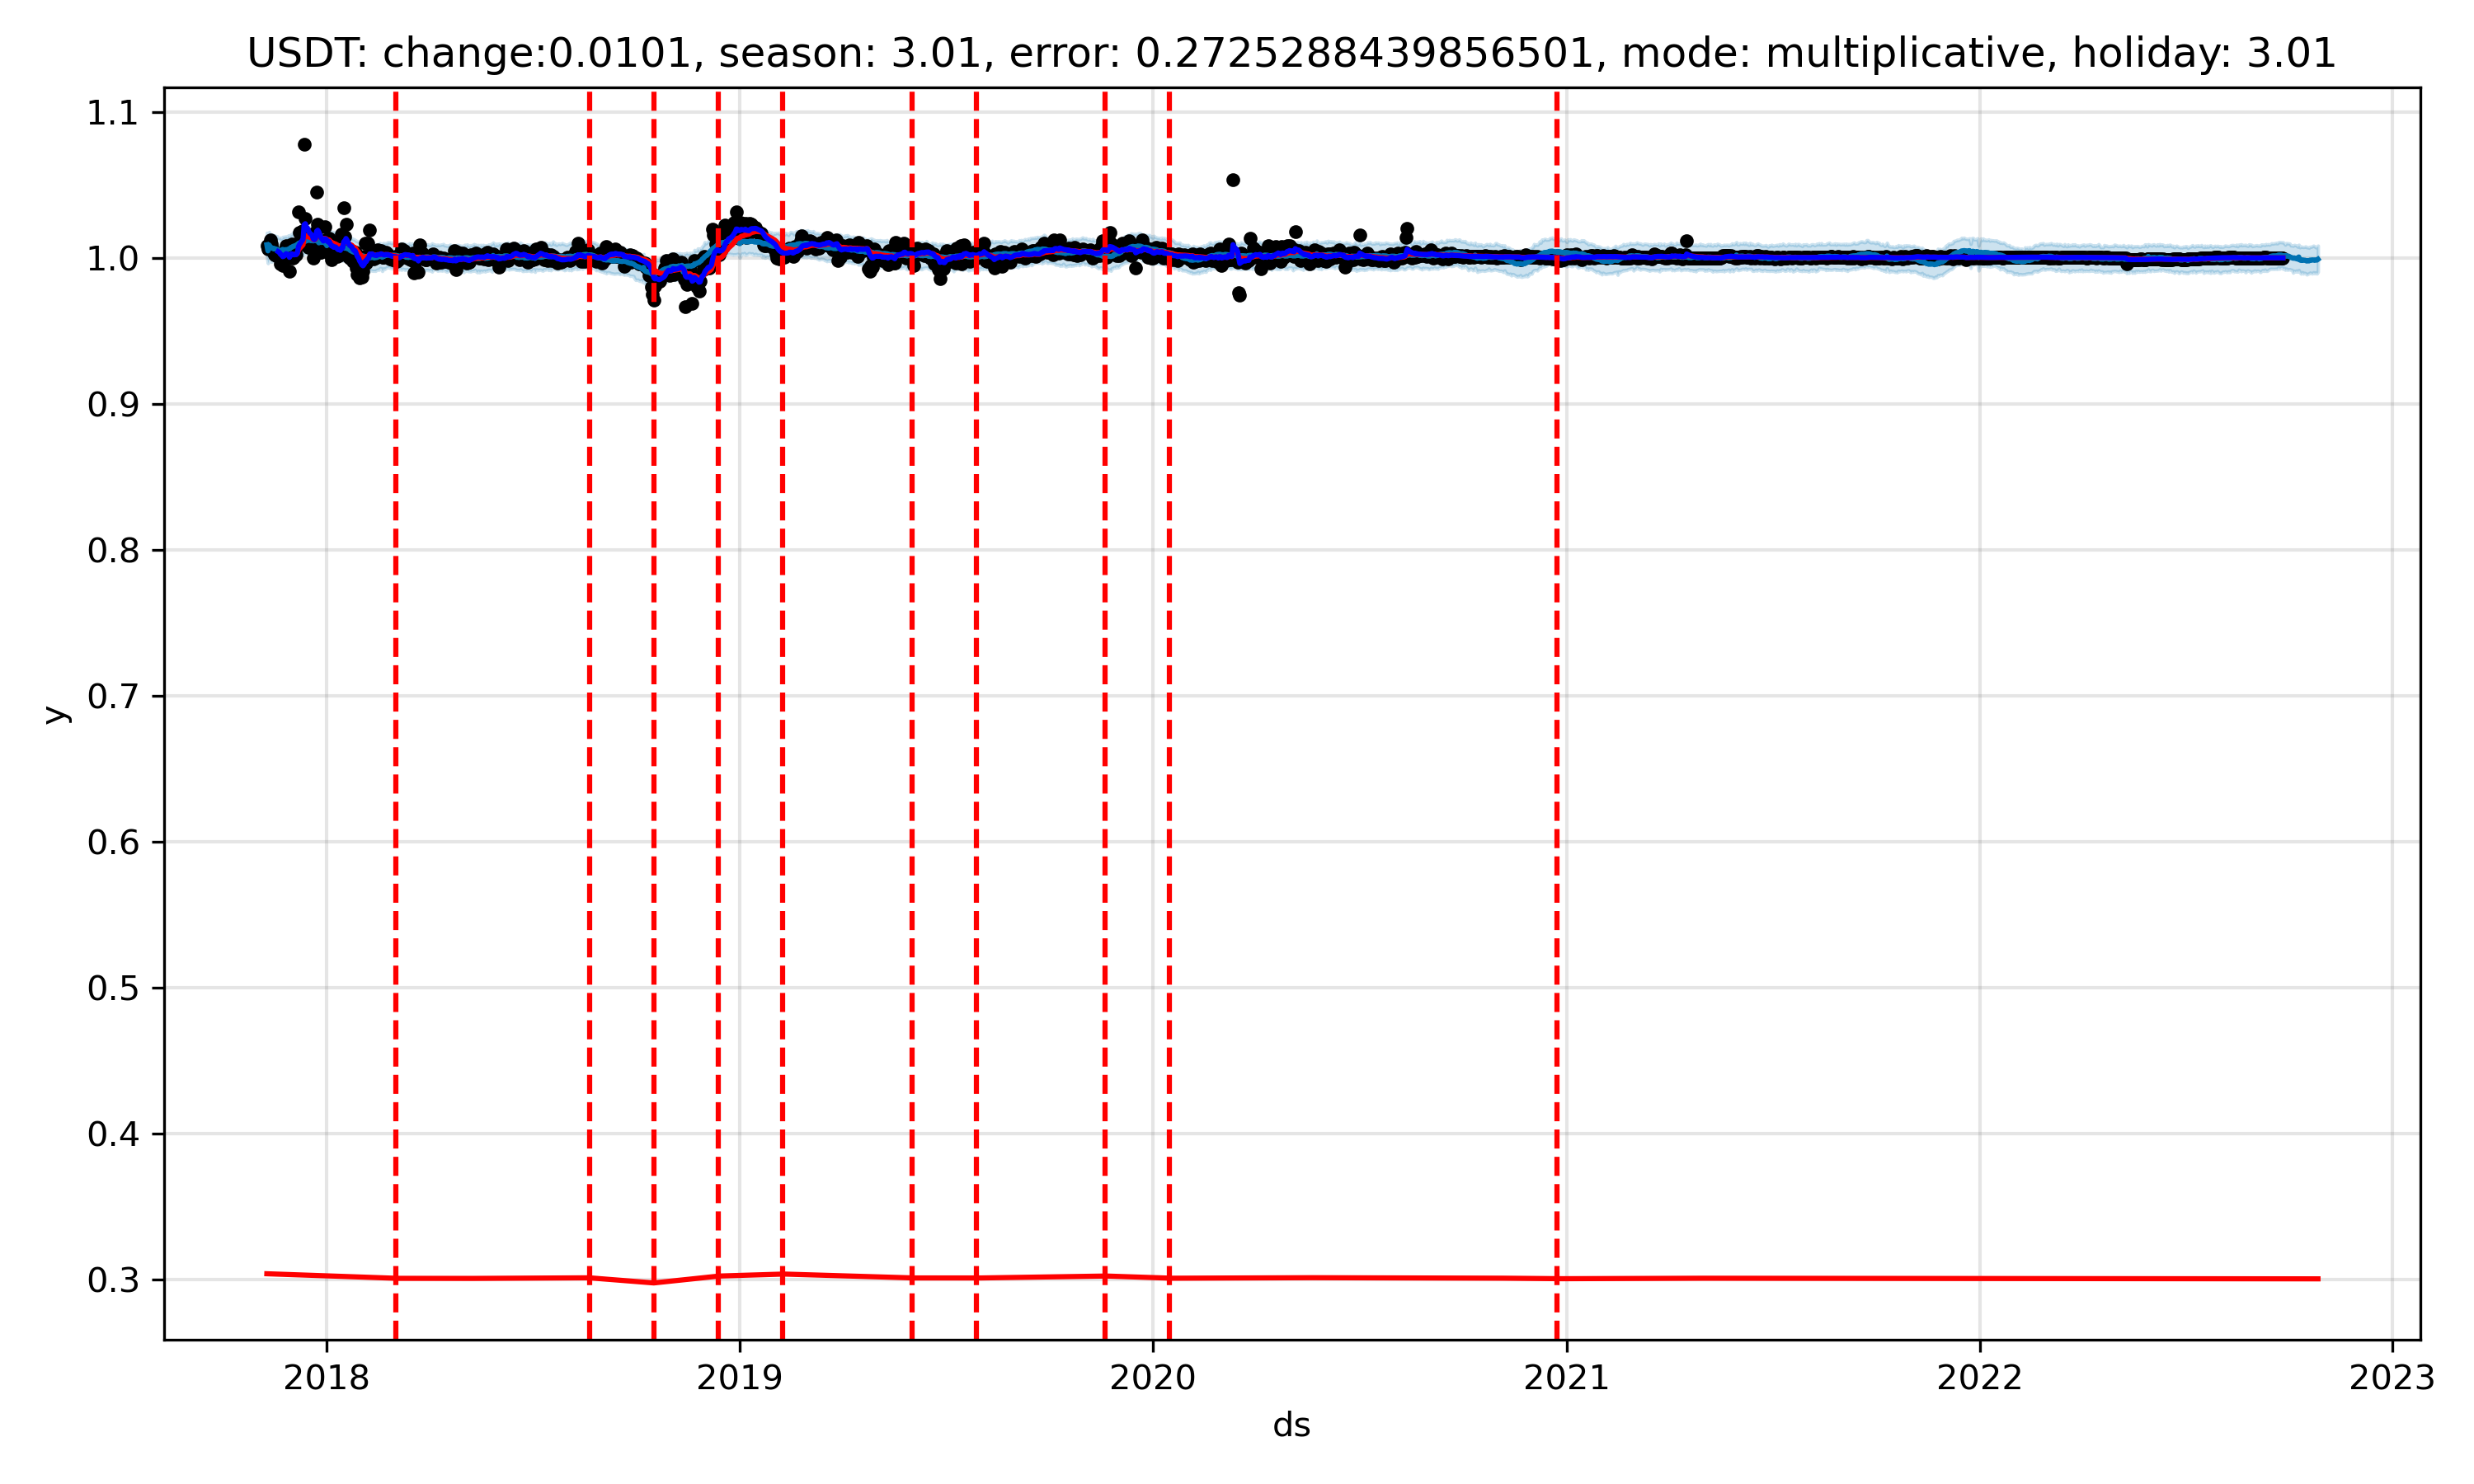 USDT: change:0.0101, season: 3.01, error: 0.2725288439856501, mode: multiplicative, holiday: 3.01
1.1
1.0
0.9
0.8
0.7
0.6
0.5
0.4
0.3
y
2018 2019 2020 2021 2022 2023
ds